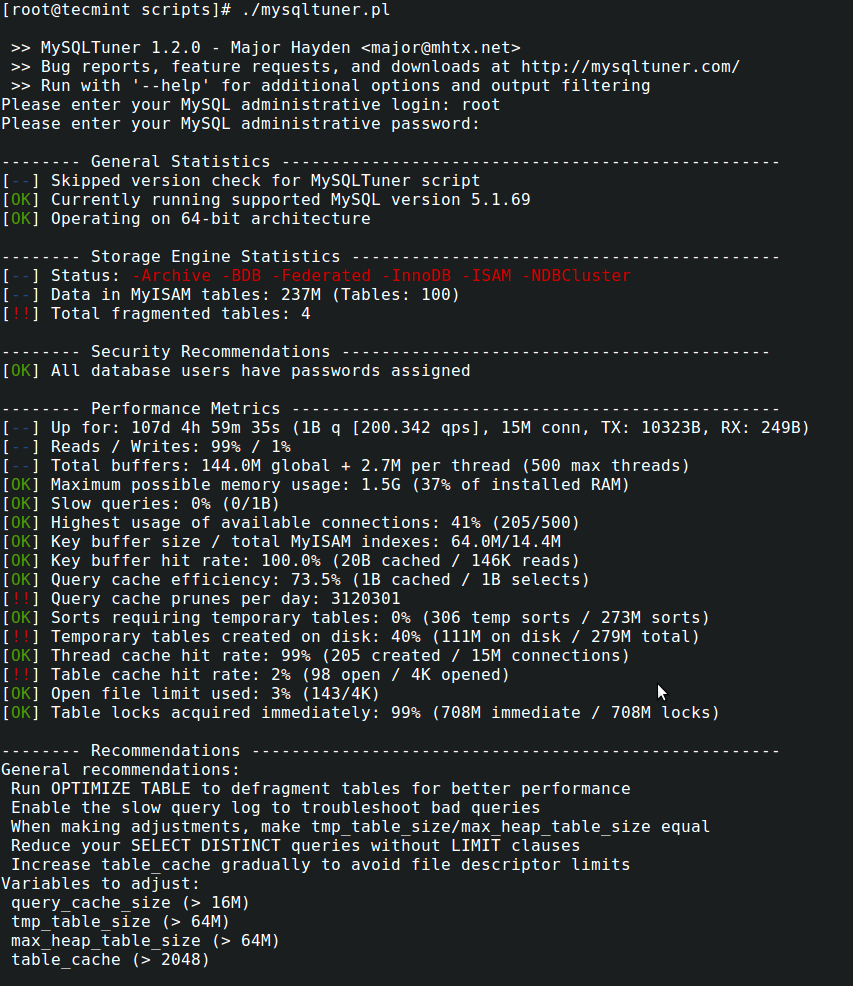 [root@tecmint scripts]# ./mysqltuner.pl
>> MySQLTuner 1.2.0 - Major Hayden <major@mhtx.net>
>> Bug reports, feature requests, and downloads at http://mysqltuner.com/
>> Run with '--help' for additional options and output filtering
Please enter your MySQL administrative login: root
Please enter your MySQL administrative password:
-------- General Statistics --------------------------------------------------
[--] Skipped version check for MySQLTuner script
[OK] Currently running supported MySQL version 5.1.69
[OK] Operating on 64-bit architecture
-------- Storage Engine Statistics -------------------------------------------
[--] Status: -Archive -BDB -Federated -InnoDB -ISAM -NDBCluster
[--] Data in MyISAM tables: 237M (Tables: 100)
[!!] Total fragmented tables: 4
-------- Security Recommendations -------------------------------------------
[OK] All database users have passwords assigned
-------- Performance Metrics -------------------------------------------------
[--] Up for: 107d 4h 59m 35s (1B q [200.342 qps], 15M conn, TX: 10323B, RX: 249B)
[--] Reads / Writes: 99% / 1%
[--] Total buffers: 144.0M global + 2.7M per thread (500 max threads)
[OK] Maximum possible memory usage: 1.5G (37% of installed RAM)
[OK] Slow queries: 0% (0/1B)
[OK] Highest usage of available connections: 41% (205/500)
[OK] Key buffer size / total MyISAM indexes: 64.0M/14.4M
[OK] Key buffer hit rate: 100.0% (20B cached / 146K reads)
[OK] Query cache efficiency: 73.5% (1B cached / 1B selects)
[!!] Query cache prunes per day: 3120301
[OK] Sorts requiring temporary tables: 0% (306 temp sorts / 273M sorts)
[!!] Temporary tables created on disk: 40% (111M on disk / 279M total)
[OK] Thread cache hit rate: 99% (205 created / 15M connections)
[!!] Table cache hit rate: 2% (98 open / 4K opened)
[OK] Open file limit used: 3% (143/4K)
[OK] Table locks acquired immediately: 99% (708M immediate / 708M locks)
-------- Recommendations -----------------------------------------------------
General recommendations:
Run OPTIMIZE TABLE to defragment tables for better performance
Enable the slow query log to troubleshoot bad queries
When making adjustments, make tmp_table_size/max_heap_table_size equal
Reduce your SELECT DISTINCT queries without LIMIT clauses
Increase table_cache gradually to avoid file descriptor limits
Variables to adjust:
query_cache_size (> 16M)
tmp_table_size (> 64M)
max_heap_table_size (> 64M)
table_cache (> 2048)